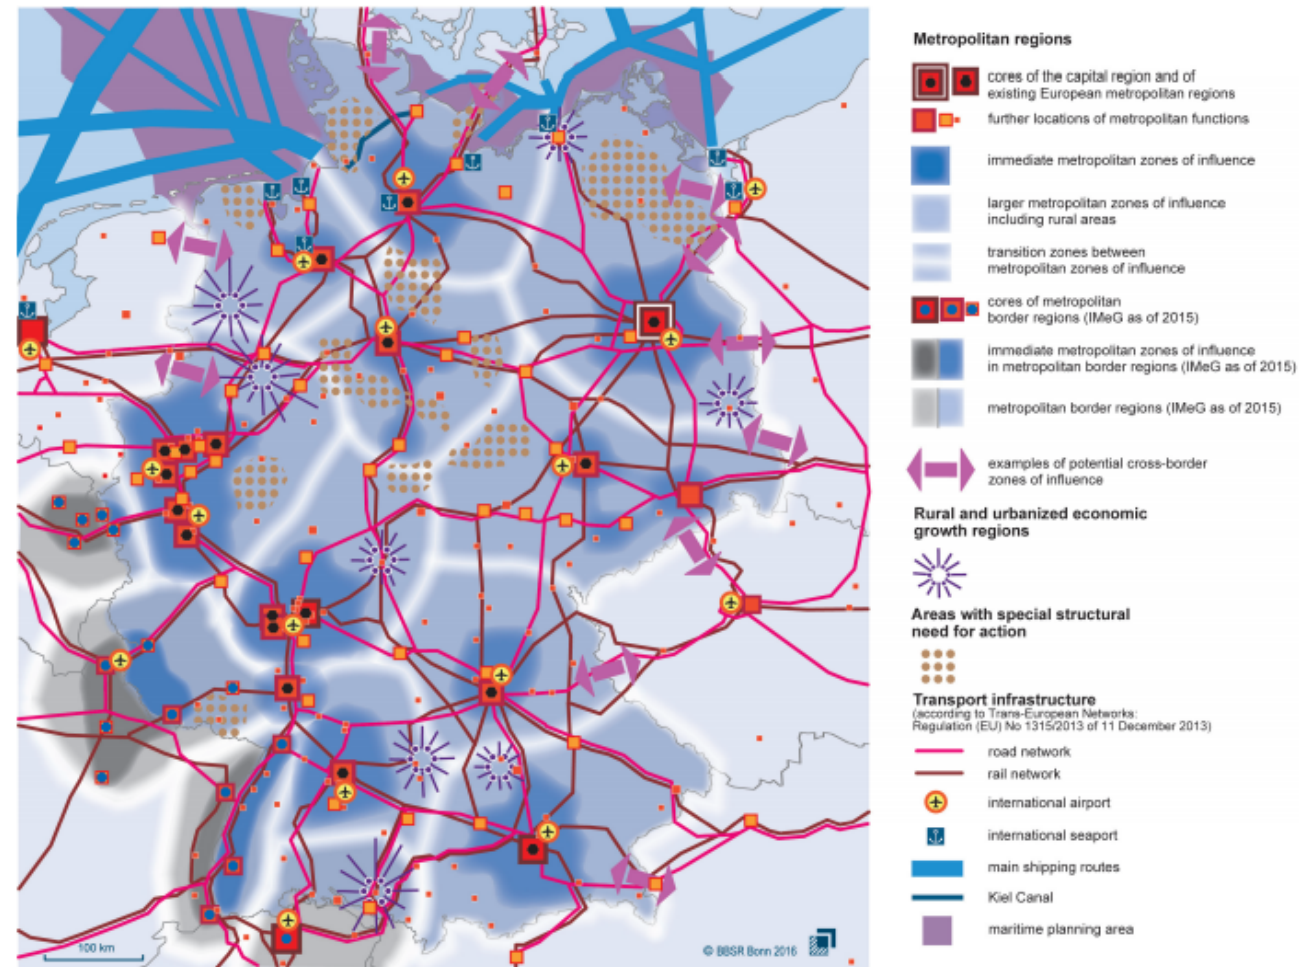 Metropolitan regions
cores of the capital region and of
existing European metropolitan regions
further locations of metropolitan functions
immediate metropolitan zones of influence
larger metropolitan zones of influence
including rural areas
transition zones between
metropolitan zones of influence
cores of metropolitan
border regions (IMeG as of 2015)
immediate metropolitan zones of influence
in metropolitan border regions (IMeG as of 2015)
metropolitan border regions (IMeG as of 2015)
examples of potential cross-border
zones of influence
Rural and urbanized economic
growth regions
Areas with special structural
need for action
Transport infrastructure
(according to Trans-European Networks:
Regulation (EU) No 1315/2013 of 11 December 2013)
road network
rail network
international airport
international seaport
main shipping routes
Kiel Canal
maritime planning area
100 km
© BBSR Bonn 2016